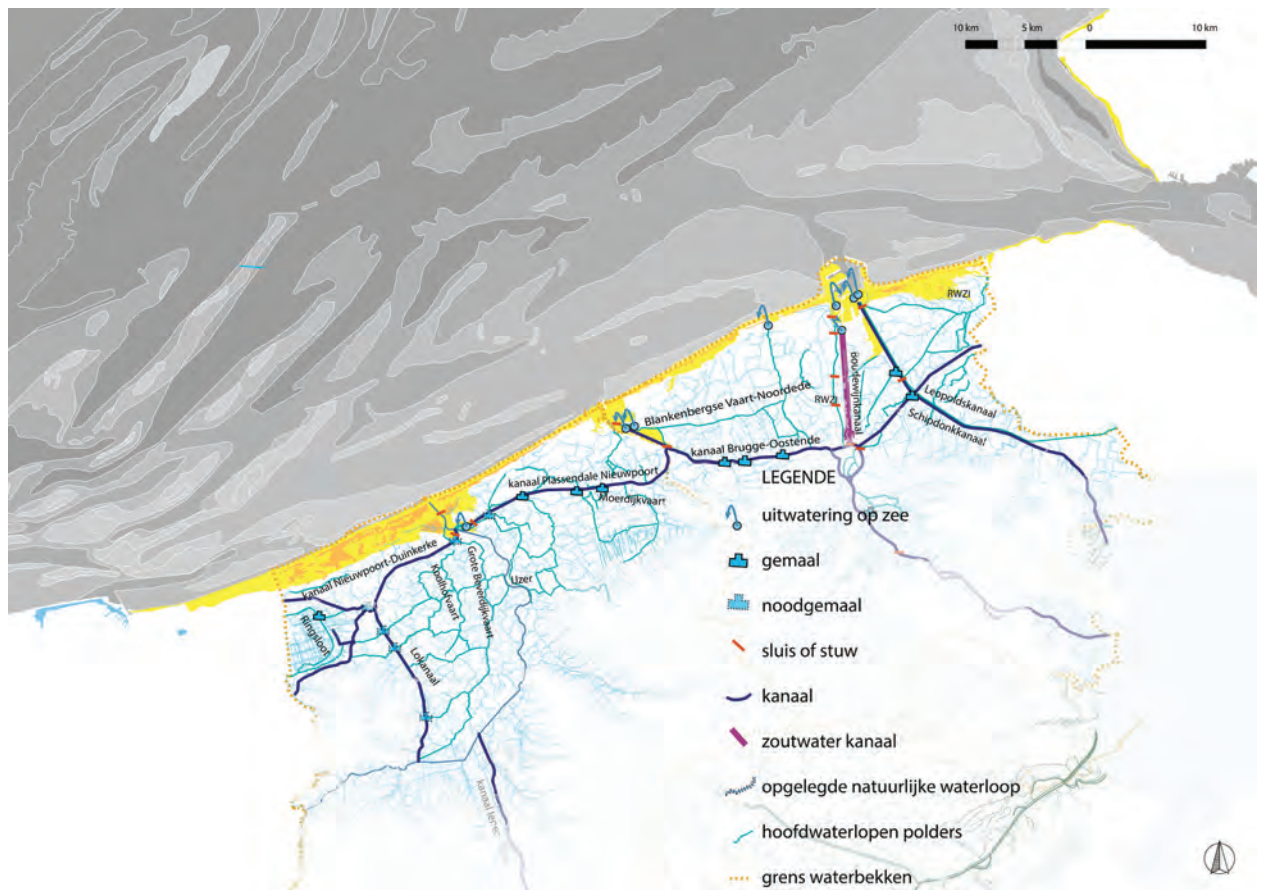 10 km
5 km
0
10 km
RWZI
Boudewijnkanaal
Leopoldskanaal
Blankenbergse Vaart-Noordede
RWZI
Schipdonkkanaal
kanaal Brugge-Oostende
kanaal Plassendale Nieuwpoort
Moerdijkvaart
kanaal Nieuwpoort-Duinkerke
Grote Beverdijkvaart
Koolhofvaart
IJzer
Ringsloot
Lokanaal
kanaal Ieper
LEGENDE
uitwatering op zee
gemaal
noodgemaal
sluis of stuw
kanaal
zoutwater kanaal
opgelegde natuurlijke waterloop
hoofdwaterlopen polders
grens waterbekken